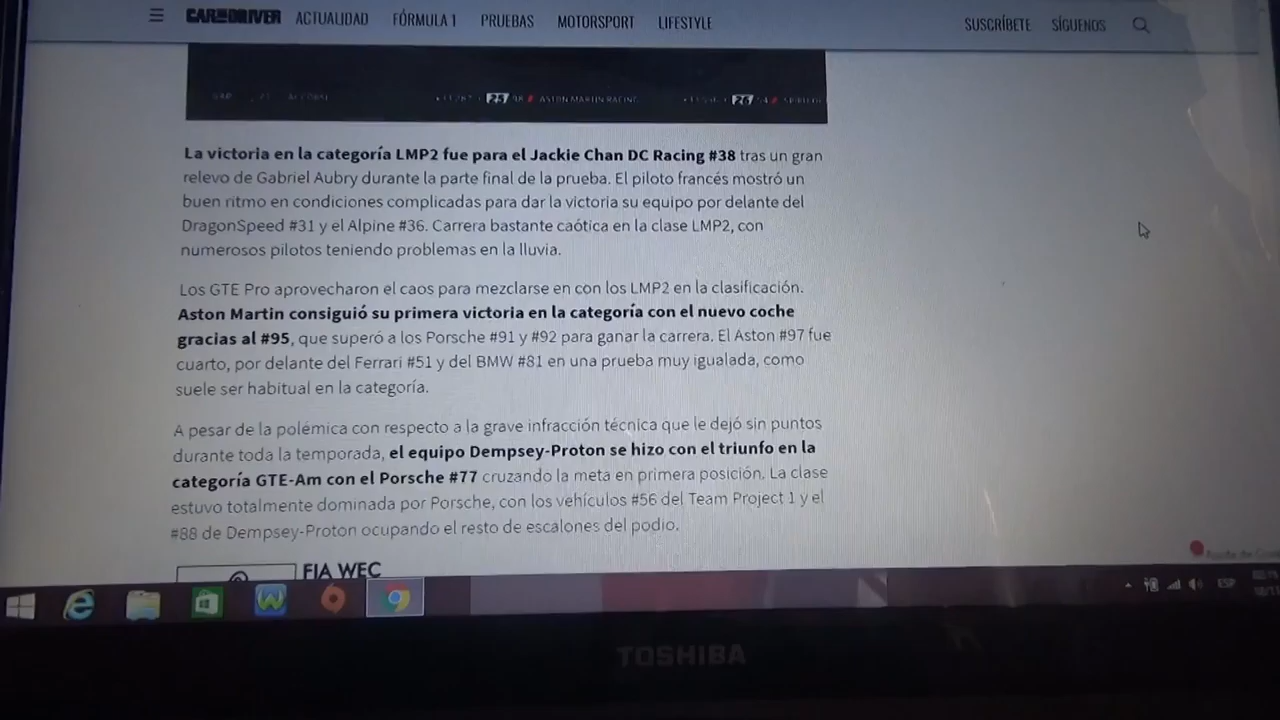 CAR AND DRIVER ACTUALIDAD FÓRMULA 1 PRUEBAS MOTORSPORT LIFESTYLE SUSCRÍBETE SÍGUENOS
25 ASTON MARTIN RACING 26
La victoria en la categoría LMP2 fue para el Jackie Chan DC Racing #38 tras un gran
relevo de Gabriel Aubry durante la parte final de la prueba. El piloto francés mostró un
buen ritmo en condiciones complicadas para dar la victoria su equipo por delante del
DragonSpeed #31 y el Alpine #36. Carrera bastante caótica en la clase LMP2, con
numerosos pilotos teniendo problemas en la lluvia.
Los GTE Pro aprovecharon el caos para mezclarse en con los LMP2 en la clasificación.
Aston Martin consiguió su primera victoria en la categoría con el nuevo coche
gracias al #95, que superó a los Porsche #91 y #92 para ganar la carrera. El Aston #97 fue
cuarto, por delante del Ferrari #51 y del BMW #81 en una prueba muy igualada, como
suele ser habitual en la categoría.
A pesar de la polémica con respecto a la grave infracción técnica que le dejó sin puntos
durante toda la temporada, el equipo Dempsey-Proton se hizo con el triunfo en la
categoría GTE-Am con el Porsche #77 cruzando la meta en primera posición. La clase
estuvo totalmente dominada por Porsche, con los vehículos #56 del Team Project 1 y el
#88 de Dempsey-Proton ocupando el resto de escalones del podio.
FIA WEC
ESP
TOSHIBA